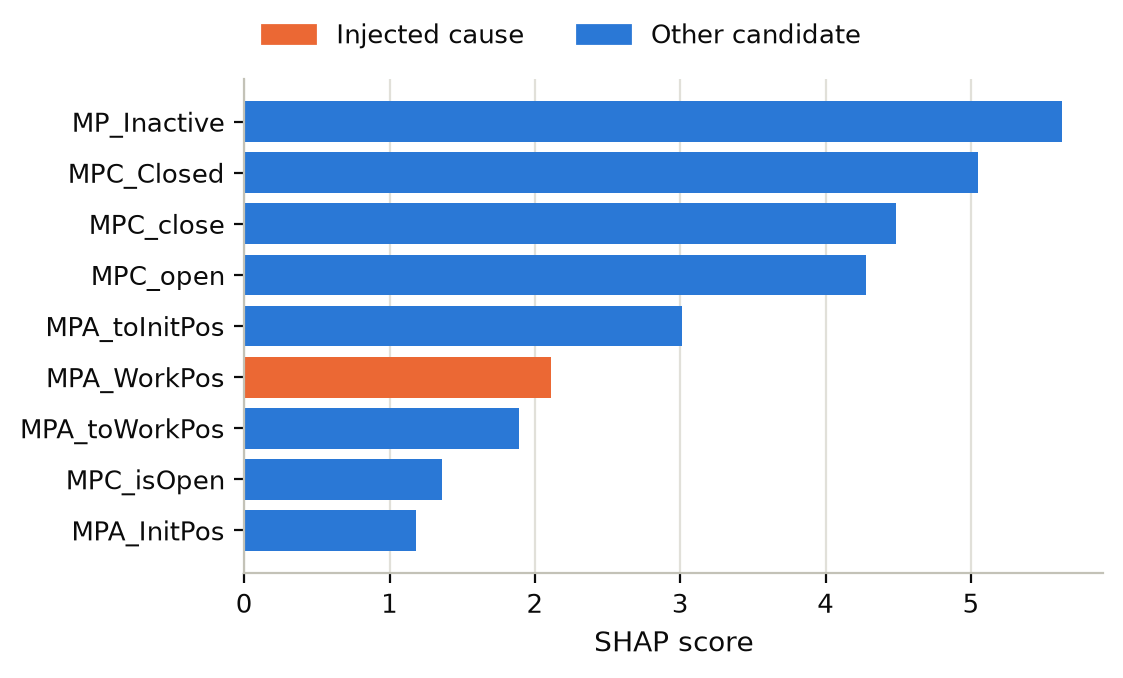 Injected cause
Other candidate
MP_Inactive
MPC_Closed
MPC_close
MPC_open
MPA_toInitPos
MPA_WorkPos
MPA_toWorkPos
MPC_isOpen
MPA_InitPos
0 1 2 3 4 5
SHAP score